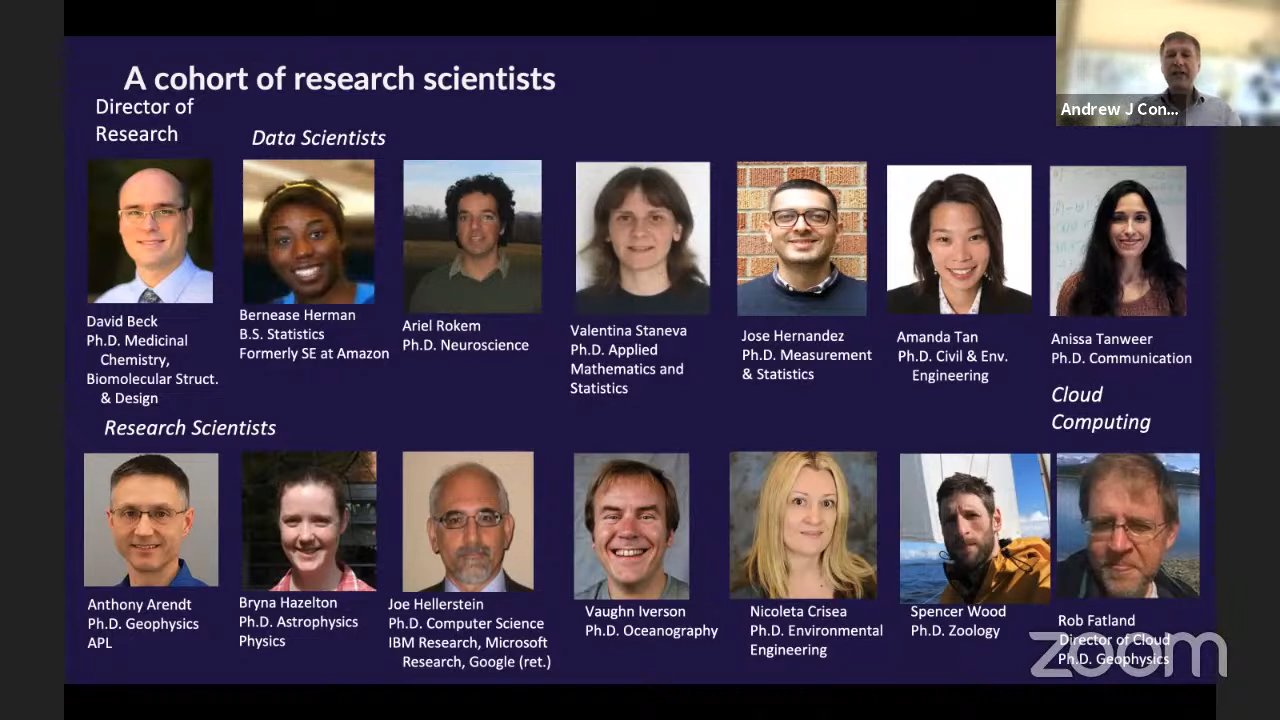 A cohort of research scientists
Director of
Research
Data Scientists
Andrew J Con...
David Beck
Ph.D. Medicinal
Chemistry,
Biomolecular Struct.
& Design
Bernease Herman
B.S. Statistics
Formerly SE at Amazon
Ariel Rokem
Ph.D. Neuroscience
Valentina Staneva
Ph.D. Applied
Mathematics and
Statistics
Jose Hernandez
Ph.D. Measurement
& Statistics
Amanda Tan
Ph.D. Civil & Env.
Engineering
Anissa Tanweer
Ph.D. Communication
Research Scientists
Cloud
Computing
Anthony Arendt
Ph.D. Geophysics
APL
Bryna Hazelton
Ph.D. Astrophysics
Physics
Joe Hellerstein
Ph.D. Computer Science
IBM Research, Microsoft
Research, Google (ret.)
Vaughn Iverson
Ph.D. Oceanography
Nicoleta Crisea
Ph.D. Environmental
Engineering
Spencer Wood
Ph.D. Zoology
Rob Fatland
Director of Cloud
Ph.D. Geophysics
zoom